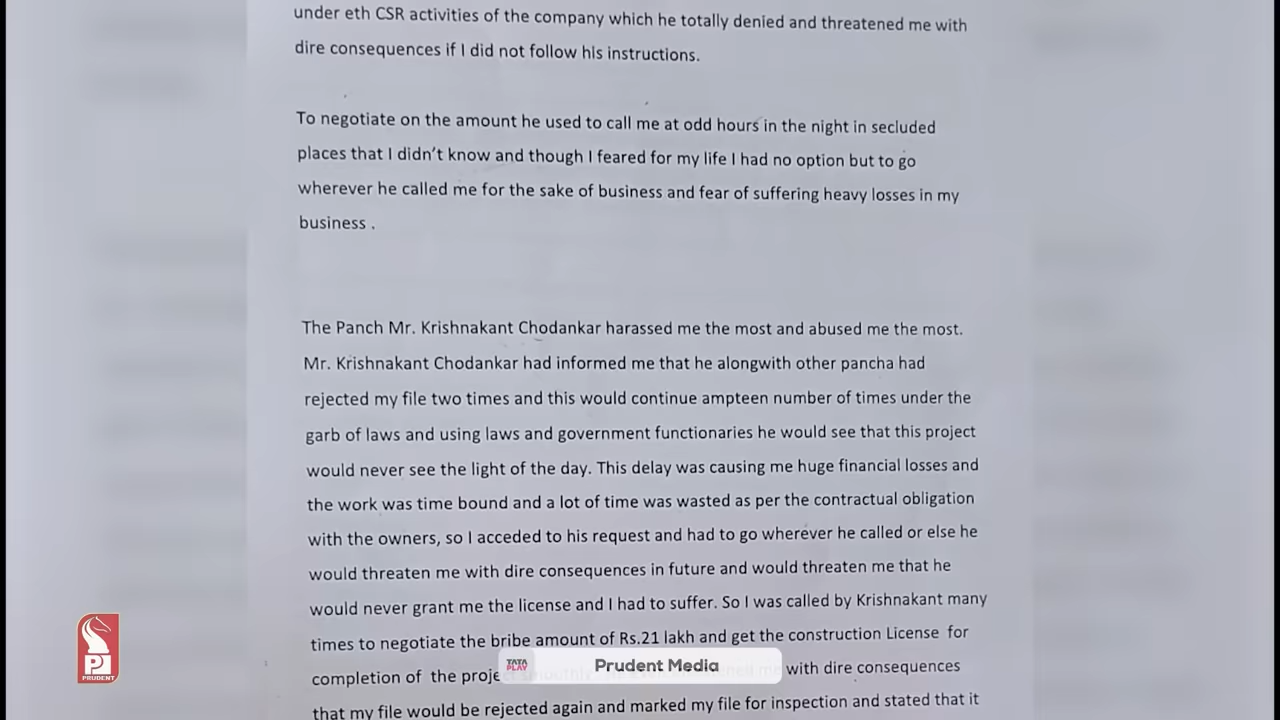 under eth CSR activities of the company which he totally denied and threatened me with
dire consequences if I did not follow his instructions.
To negotiate on the amount he used to call me at odd hours in the night in secluded
places that I didn't know and though I feared for my life I had no option but to go
wherever he called me for the sake of business and fear of suffering heavy losses in my
business .
The Panch Mr. Krishnakant Chodankar harassed me the most and abused me the most.
Mr. Krishnakant Chodankar had informed me that he alongwith other pancha had
rejected my file two times and this would continue ampteen number of times under the
garb of laws and using laws and government functionaries he would see that this project
would never see the light of the day. This delay was causing me huge financial losses and
the work was time bound and a lot of time was wasted as per the contractual obligation
with the owners, so I acceded to his request and had to go wherever he called or else he
would threaten me with dire consequences in future and would threaten me that he
would never grant me the license and I had to suffer. So I was called by Krishnakant many
times to negotiate the bribe amount of Rs.21 lakh and get the construction License for
completion of the with dire consequences
that my file would be rejected again and marked my file for inspection and stated that it
PRUDENT
TATA PLAY
Prudent Media